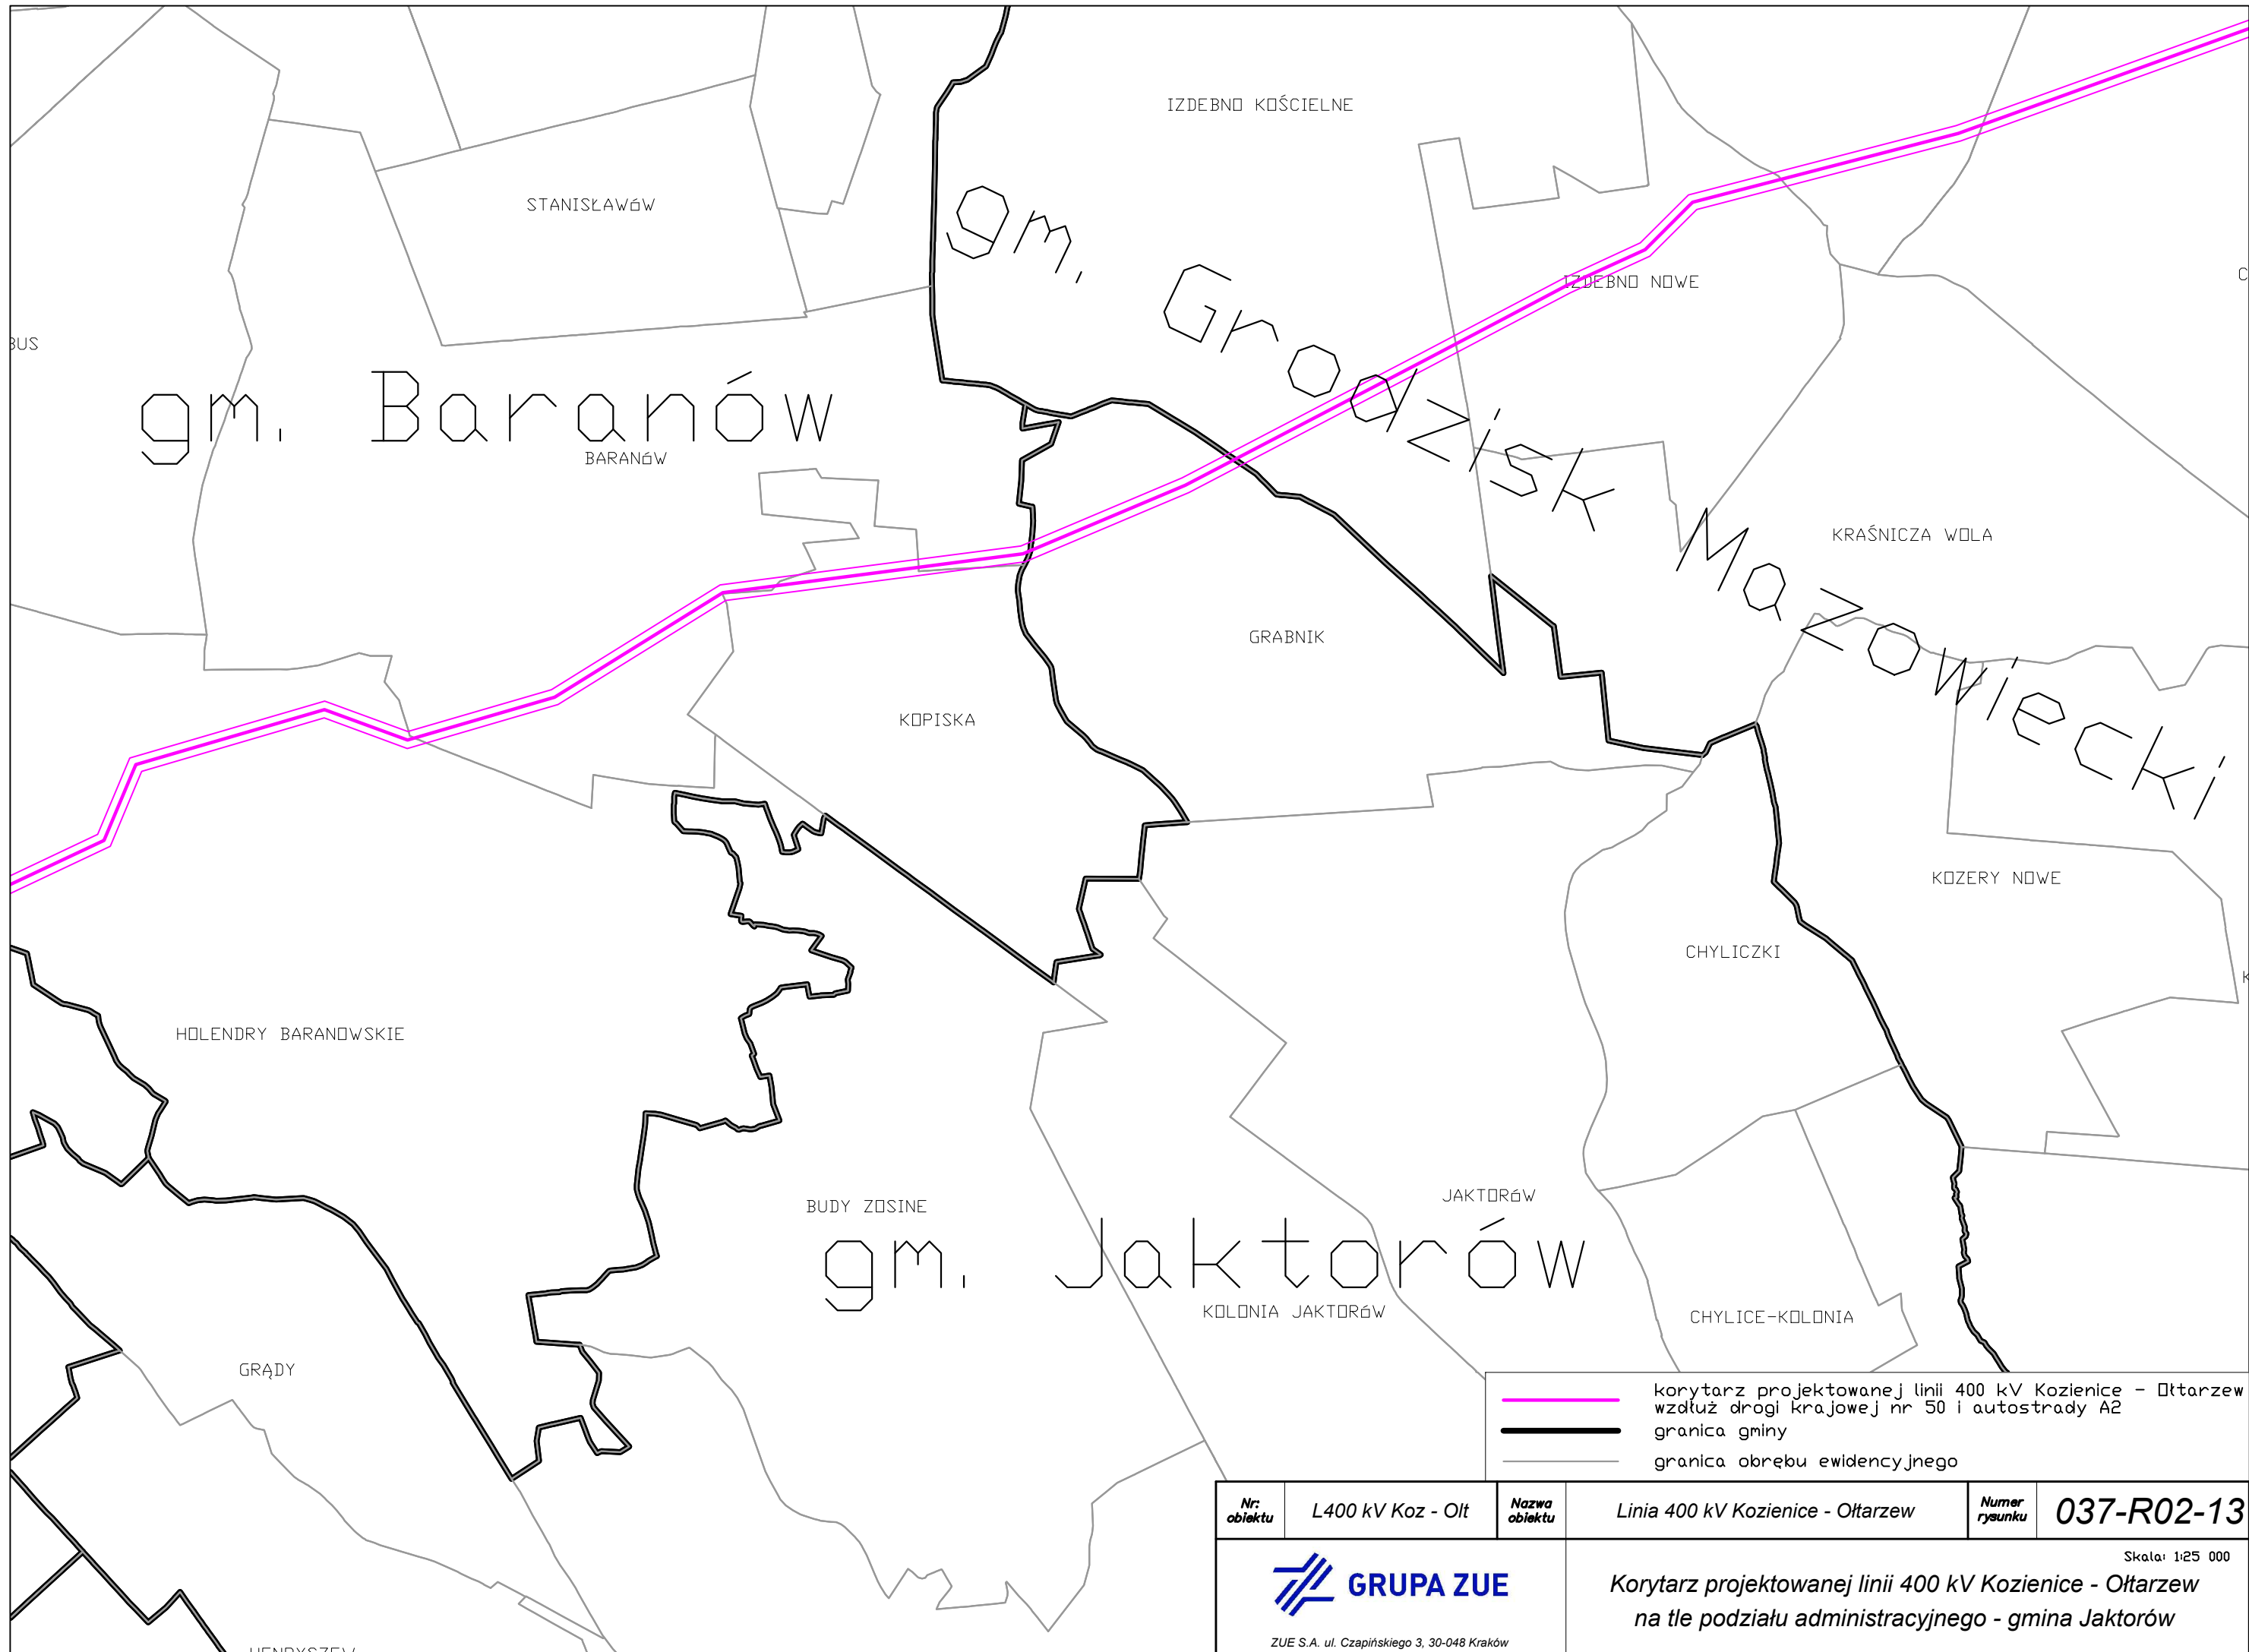 IZDEBNO KOŚCIELNE
STANISŁAWóW
gm. Grodzisk Mazowiecki
IZDEBNO NOWE
BUS
gm. Baranów
BARANóW
KRAŚNICZA WOLA
GRABNIK
KOPISKA
KOZERY NOWE
CHYLICZKI
HOLENDRY BARANOWSKIE
BUDY ZOSINE
JAKTORóW
gm. Jaktorów
KOLONIA JAKTORóW
CHYLICE-KOLONIA
GRĄDY
korytarz projektowanej linii 400 kV Kozienice - Ołtarzew
wzdłuż drogi krajowej nr 50 i autostrady A2
granica gminy
granica obrębu ewidencyjnego
Nr: obiektu
L400 kV Koz - Olt
Nazwa obiektu
Linia 400 kV Kozienice - Ołtarzew
Numer rysunku
037-R02-13
Skala: 1:25 000
GRUPA ZUE
Korytarz projektowanej linii 400 kV Kozienice - Ołtarzew
na tle podziału administracyjnego - gmina Jaktorów
ZUE S.A. ul. Czapińskiego 3, 30-048 Kraków